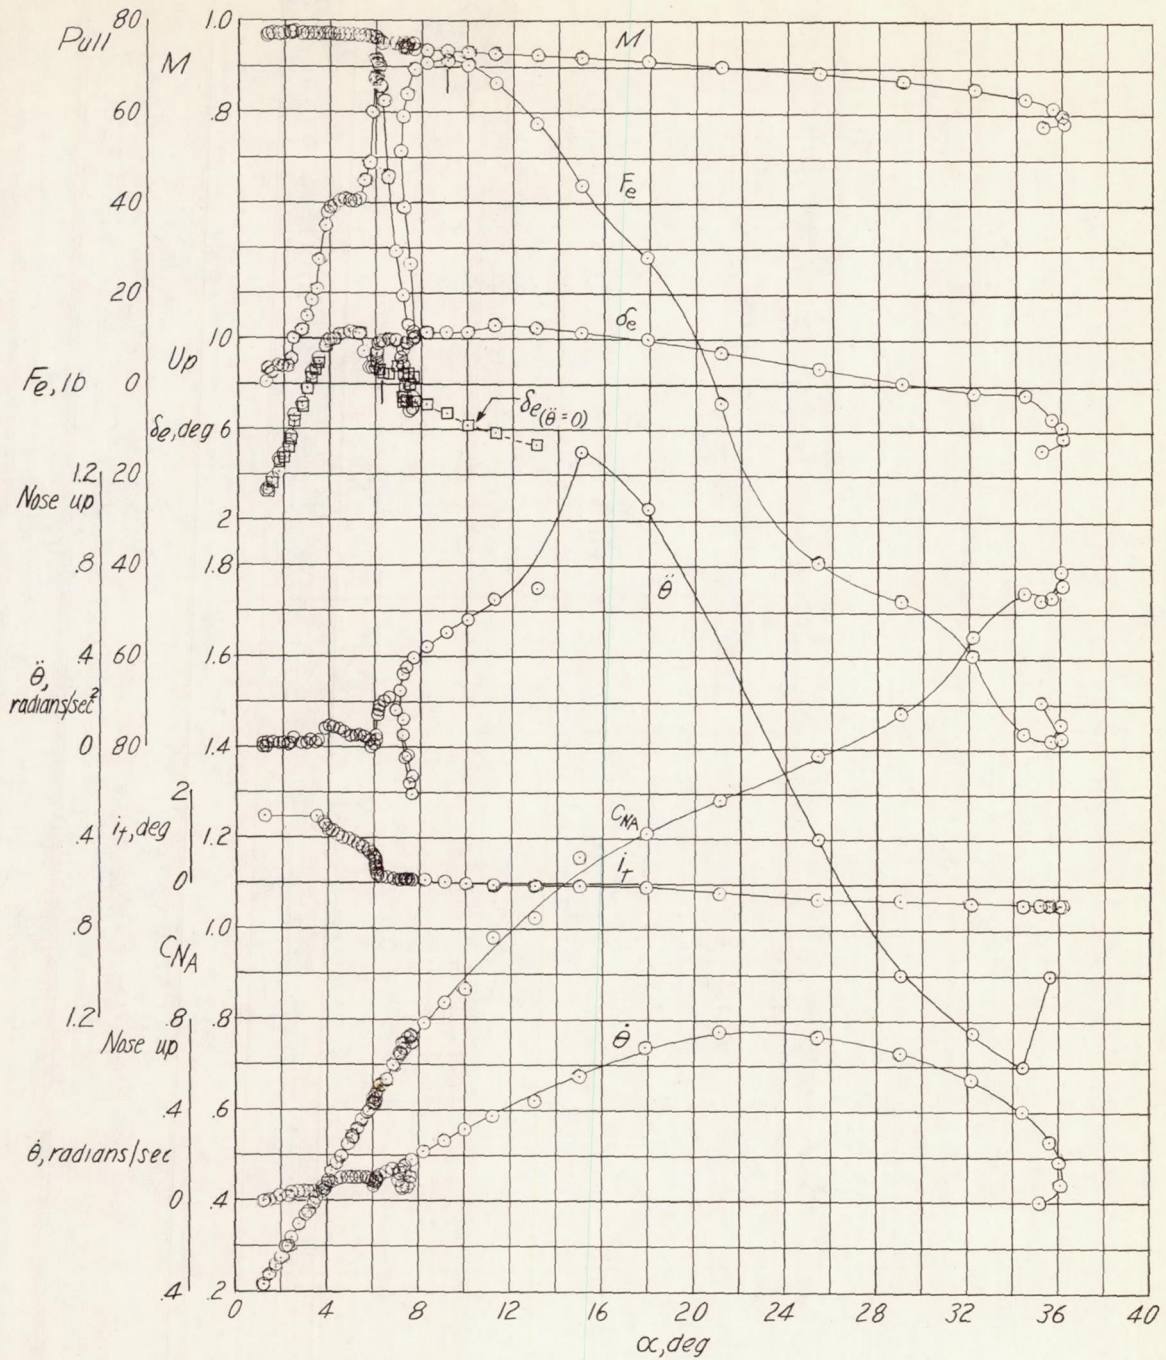 Pull 80 1.0
M M
60 .8
40 Fe
20
Up 10 δe
Fe, lb 0
δe(θ̈=0)
δe, deg 6
1.2 20
Nose up
2
.8 40 1.8
θ̈
.4 60 1.6
θ̈,
radians/sec²
0 80 1.4
2
CNA
.4 it, deg 1.2
it
0
.8 1.0
CNA
1.2 .8 .8
Nose up θ̇
.4 .6
θ̇, radians/sec
0 .4
.4 .2
0 4 8 12 16 20 24 28 32 36 40
α, deg